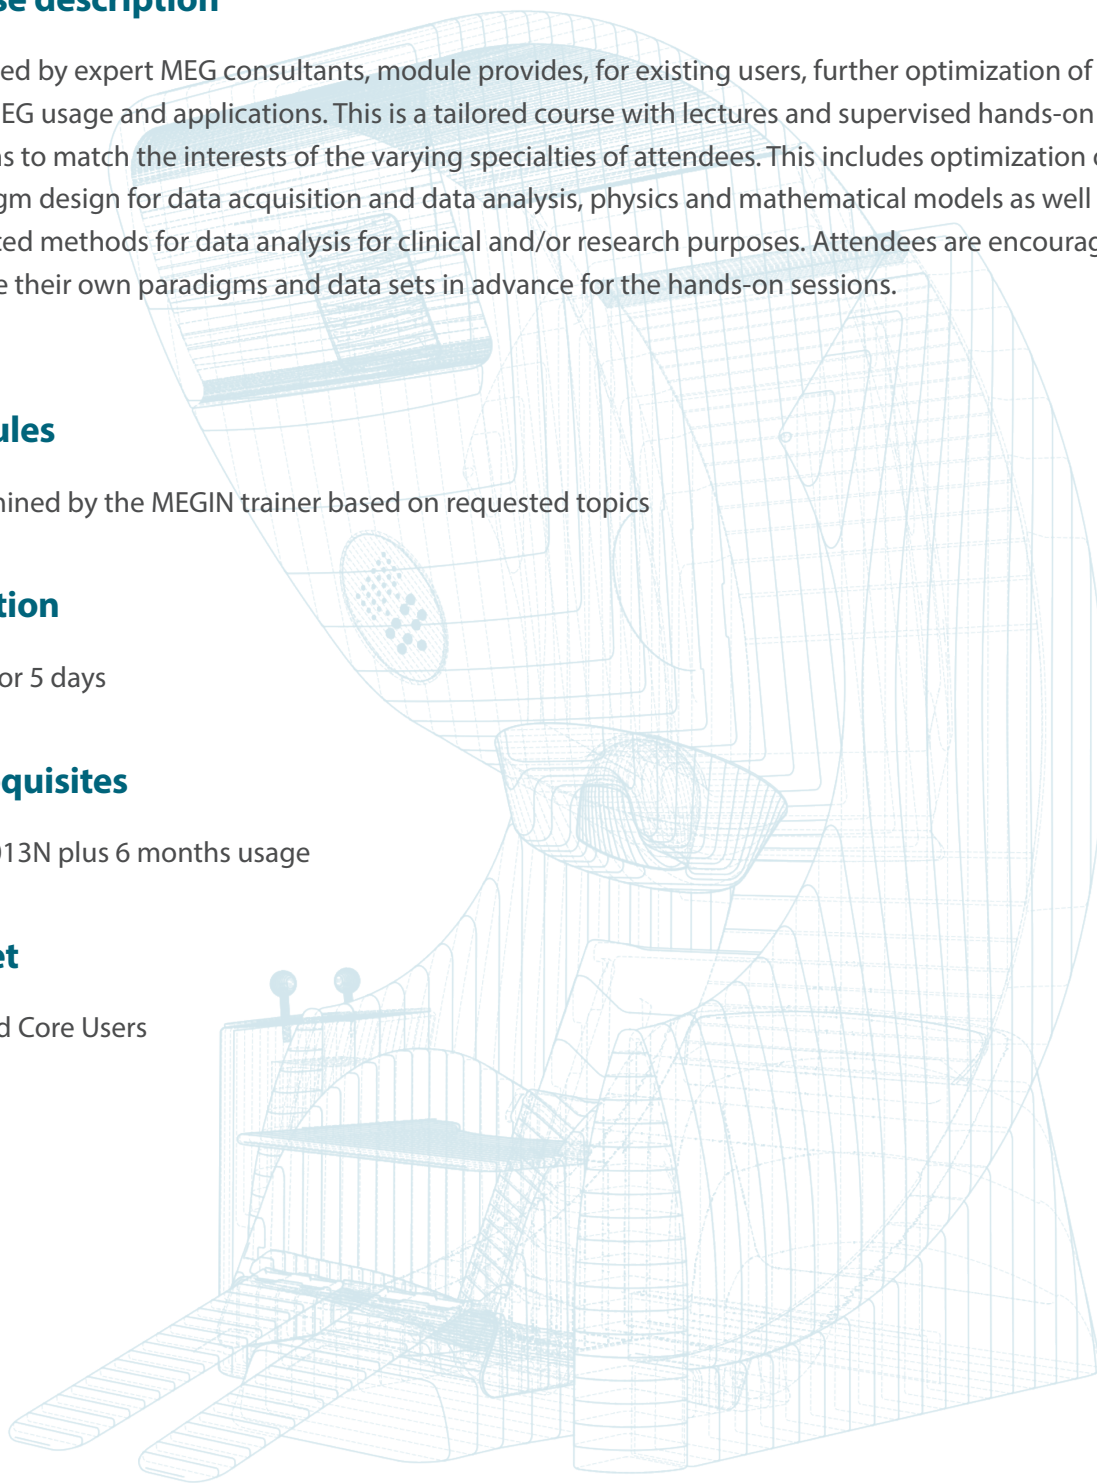 se description
ed by expert MEG consultants, module provides, for existing users, further optimization of
EG usage and applications. This is a tailored course with lectures and supervised hands-on
ns to match the interests of the varying specialties of attendees. This includes optimization o
gm design for data acquisition and data analysis, physics and mathematical models as well
ted methods for data analysis for clinical and/or research purposes. Attendees are encourag
e their own paradigms and data sets in advance for the hands-on sessions.
ules
nined by the MEGIN trainer based on requested topics
tion
or 5 days
quisites
013N plus 6 months usage
et
d Core Users